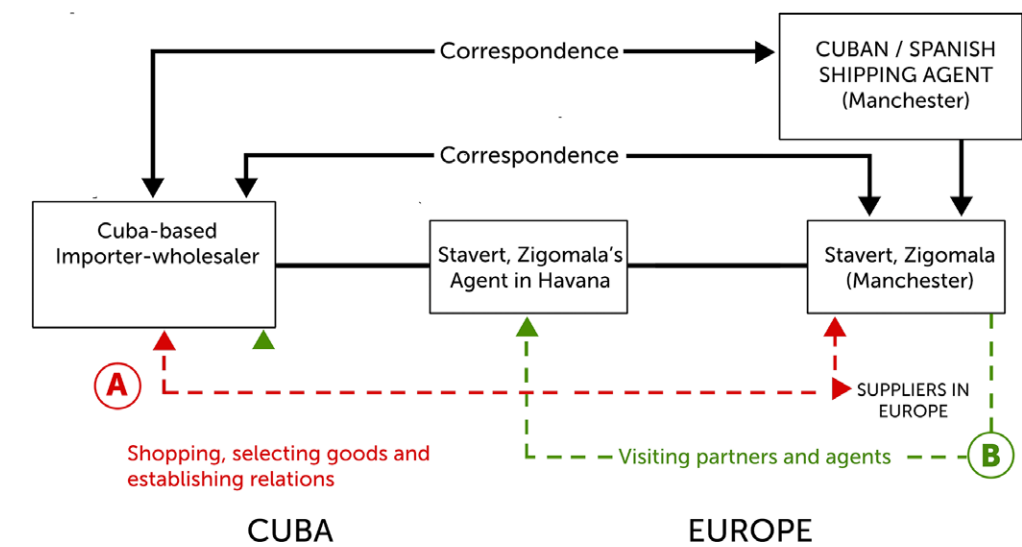 Correspondence
CUBAN / SPANISH
SHIPPING AGENT
(Manchester)
Correspondence
Cuba-based
Importer-wholesaler
Stavert, Zigomala's
Agent in Havana
Stavert, Zigomala
(Manchester)
A
SUPPLIERS IN
EUROPE
Shopping, selecting goods and
establishing relations
Visiting partners and agents
B
CUBA
EUROPE